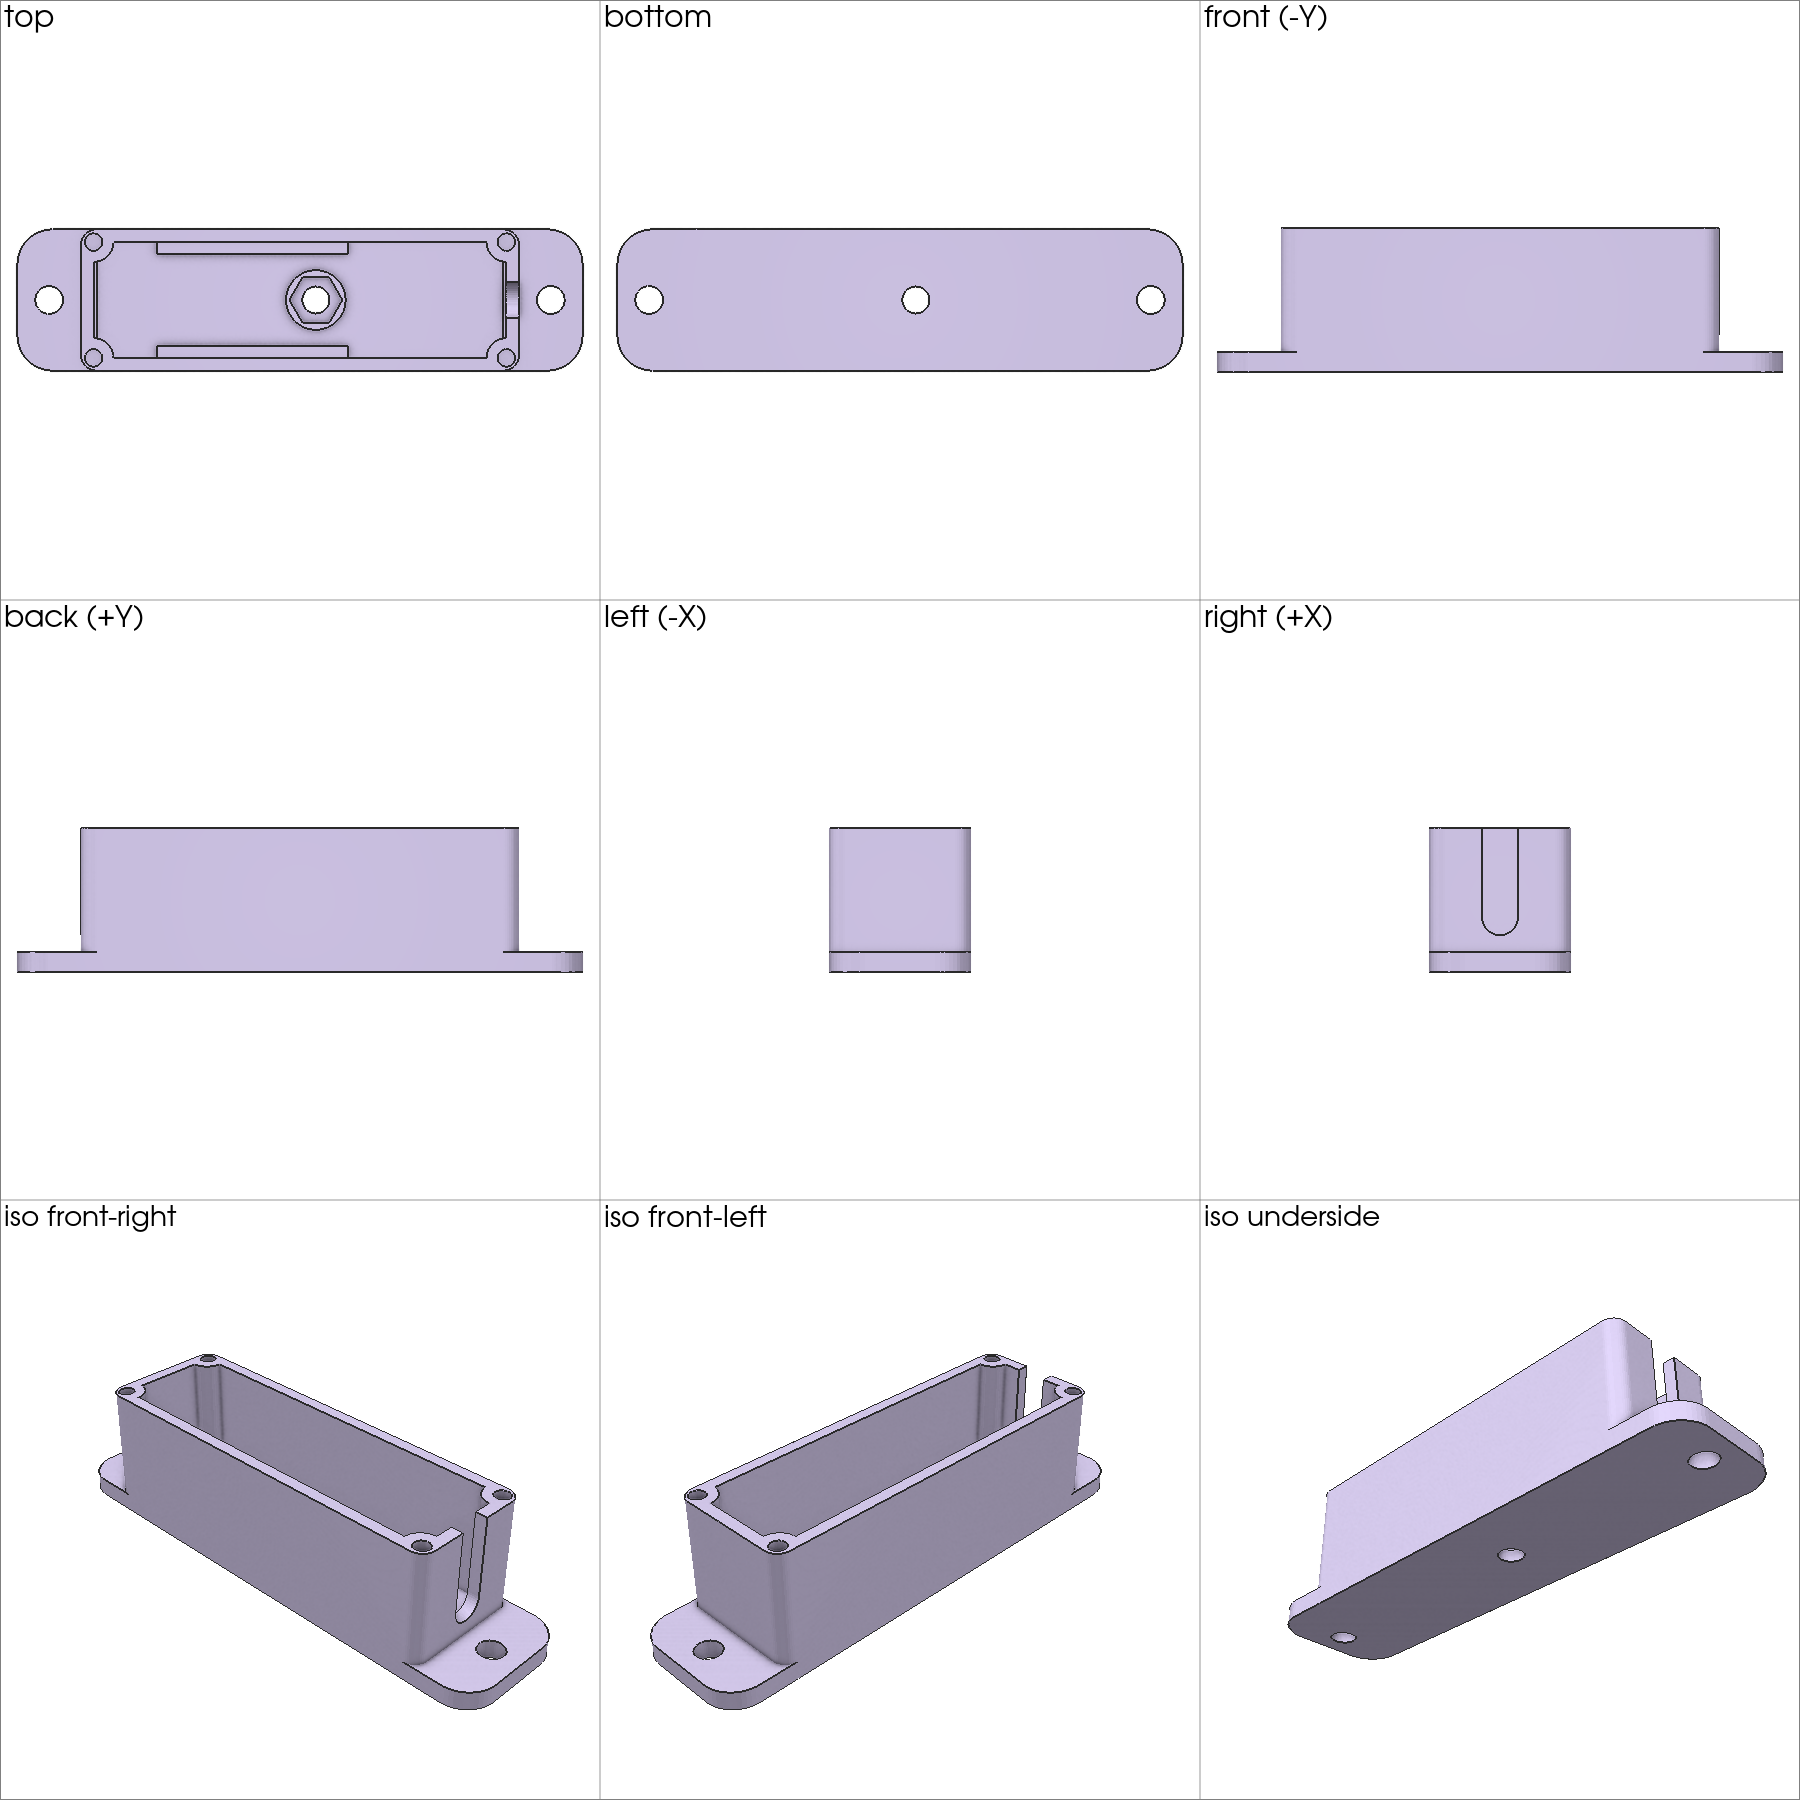 top
bottom
front (-Y)
back (+Y)
left (-X)
right (+X)
iso front-right
iso front-left
iso underside